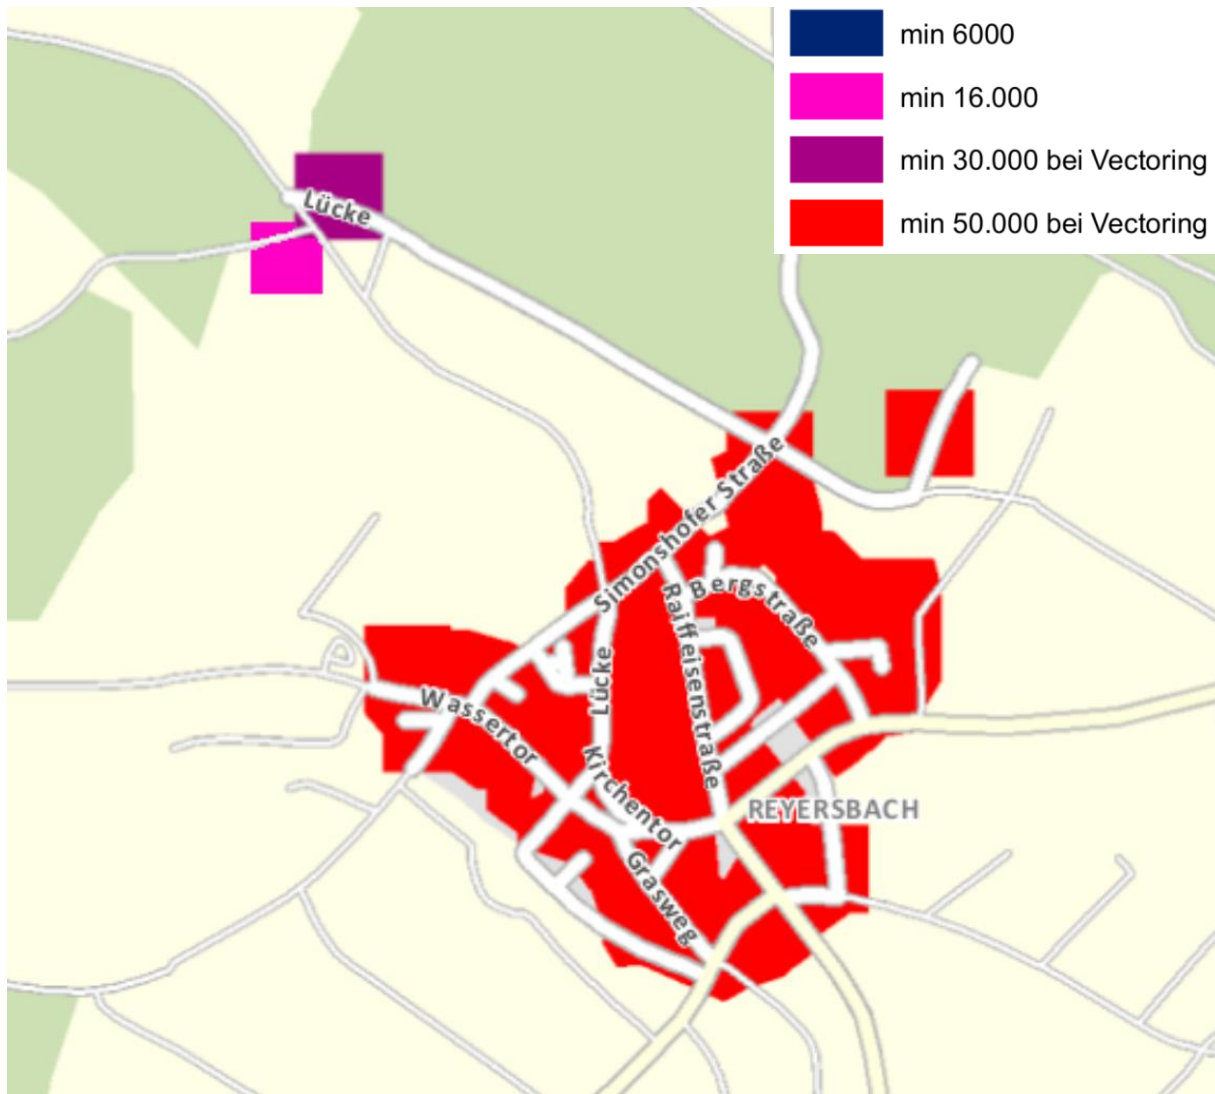 min 6000
min 16.000
min 30.000 bei Vectoring
min 50.000 bei Vectoring
Lücke
Simonshofer Straße
Bergstraße
Raiffeisenstraße
Lücke
Wassertor
Kirchentor
REYERSBACH
Grasweg